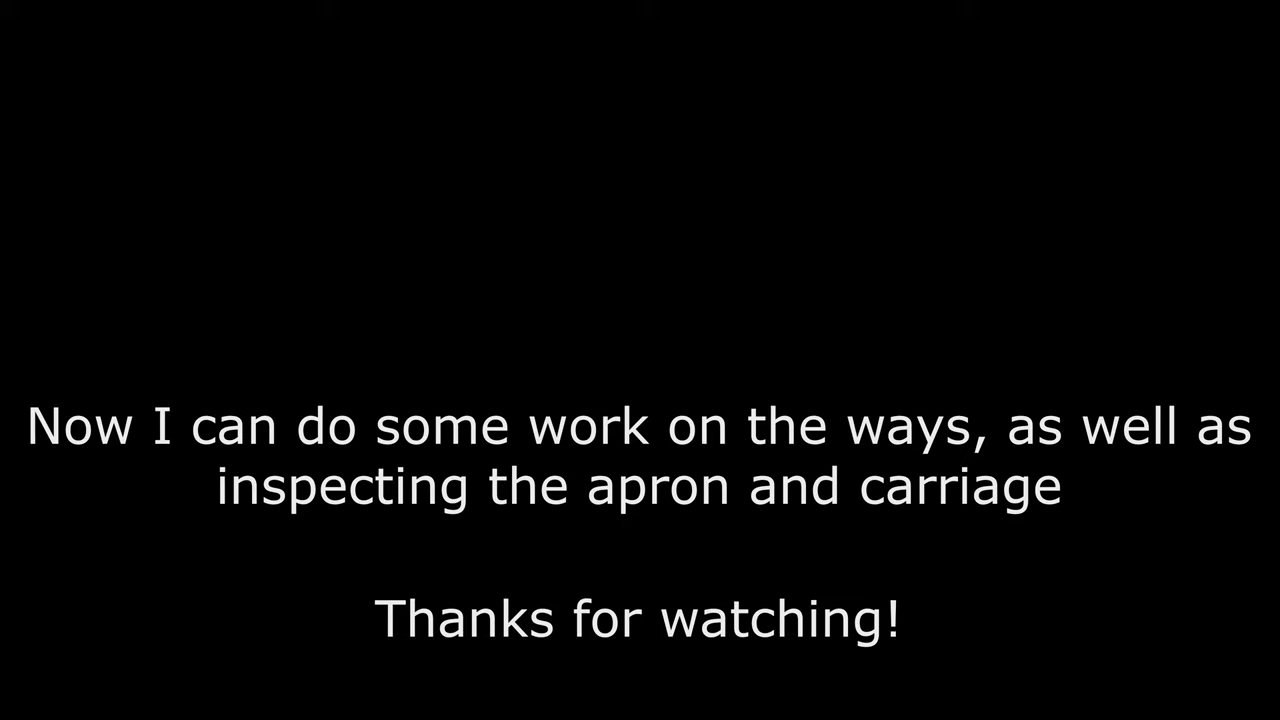 Now I can do some work on the ways, as well as
inspecting the apron and carriage
Thanks for watching!